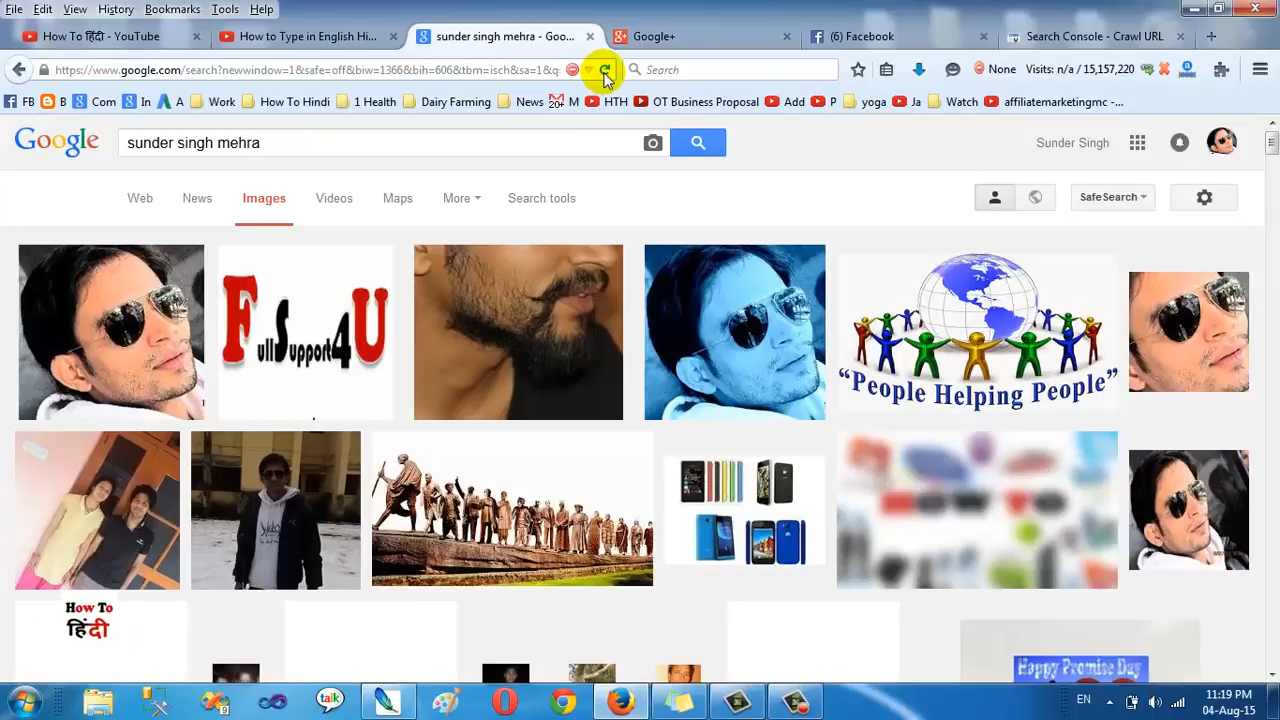 File Edit View History Bookmarks Tools Help
How To हिंदी - YouTube
How to Type in English Hi...
sunder singh mehra - Goo...
Google+
(6) Facebook
Search Console - Crawl URL
https://www.google.com/search?newwindow=1&safe=off&biw=1366&bih=606&tbm=isch&sa=1&q:
Search
None Visits: n/a / 15,157,220
FB B Com In A Work How To Hindi 1 Health Dairy Farming News M HTH OT Business Proposal Add P yoga Ja Watch affiliatemarketingmc - ...
Google
sunder singh mehra
Sunder Singh
Web News Images Videos Maps More Search tools
SafeSearch
FullSupport4U
“People Helping People”
How To
हिंदी
Happy Promise Day
talk
EN
11:19 PM
04-Aug-15